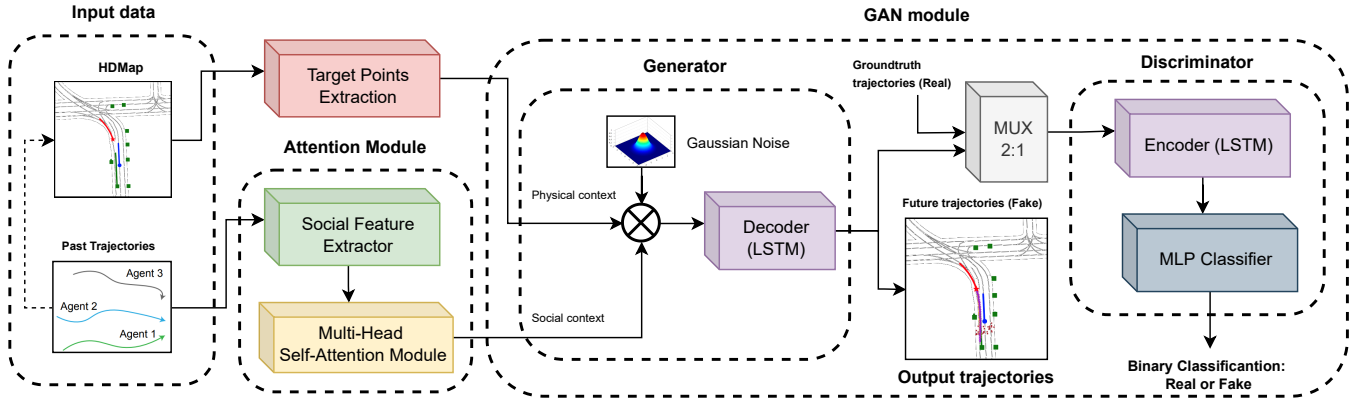 Input data
HDMap
Past Trajectories
Agent 3
Agent 2
Agent 1
Target Points
Extraction
Attention Module
Social Feature
Extractor
Multi-Head
Self-Attention Module
GAN module
Generator
Gaussian Noise
Physical context
Social context
Decoder
(LSTM)
Groundtruth
trajectories (Real)
MUX
2:1
Future trajectories (Fake)
Output trajectories
Discriminator
Encoder (LSTM)
MLP Classifier
Binary Classificantion:
Real or Fake